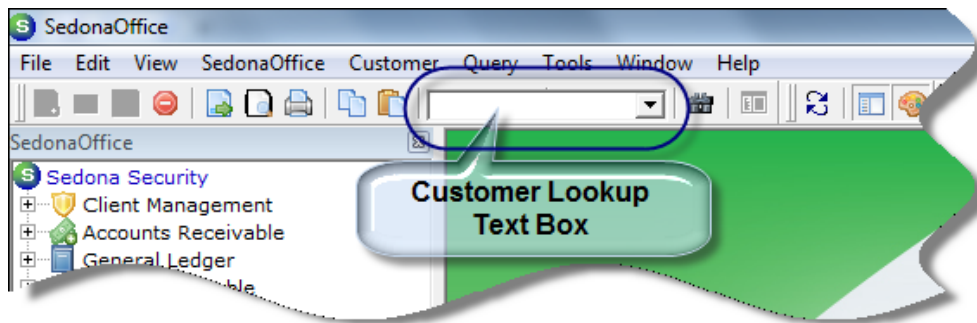 SedonaOffice
File Edit View SedonaOffice Customer Query Tools Window Help
SedonaOffice
Sedona Security
Client Management
Accounts Receivable
General Ledger
Customer Lookup
Text Box